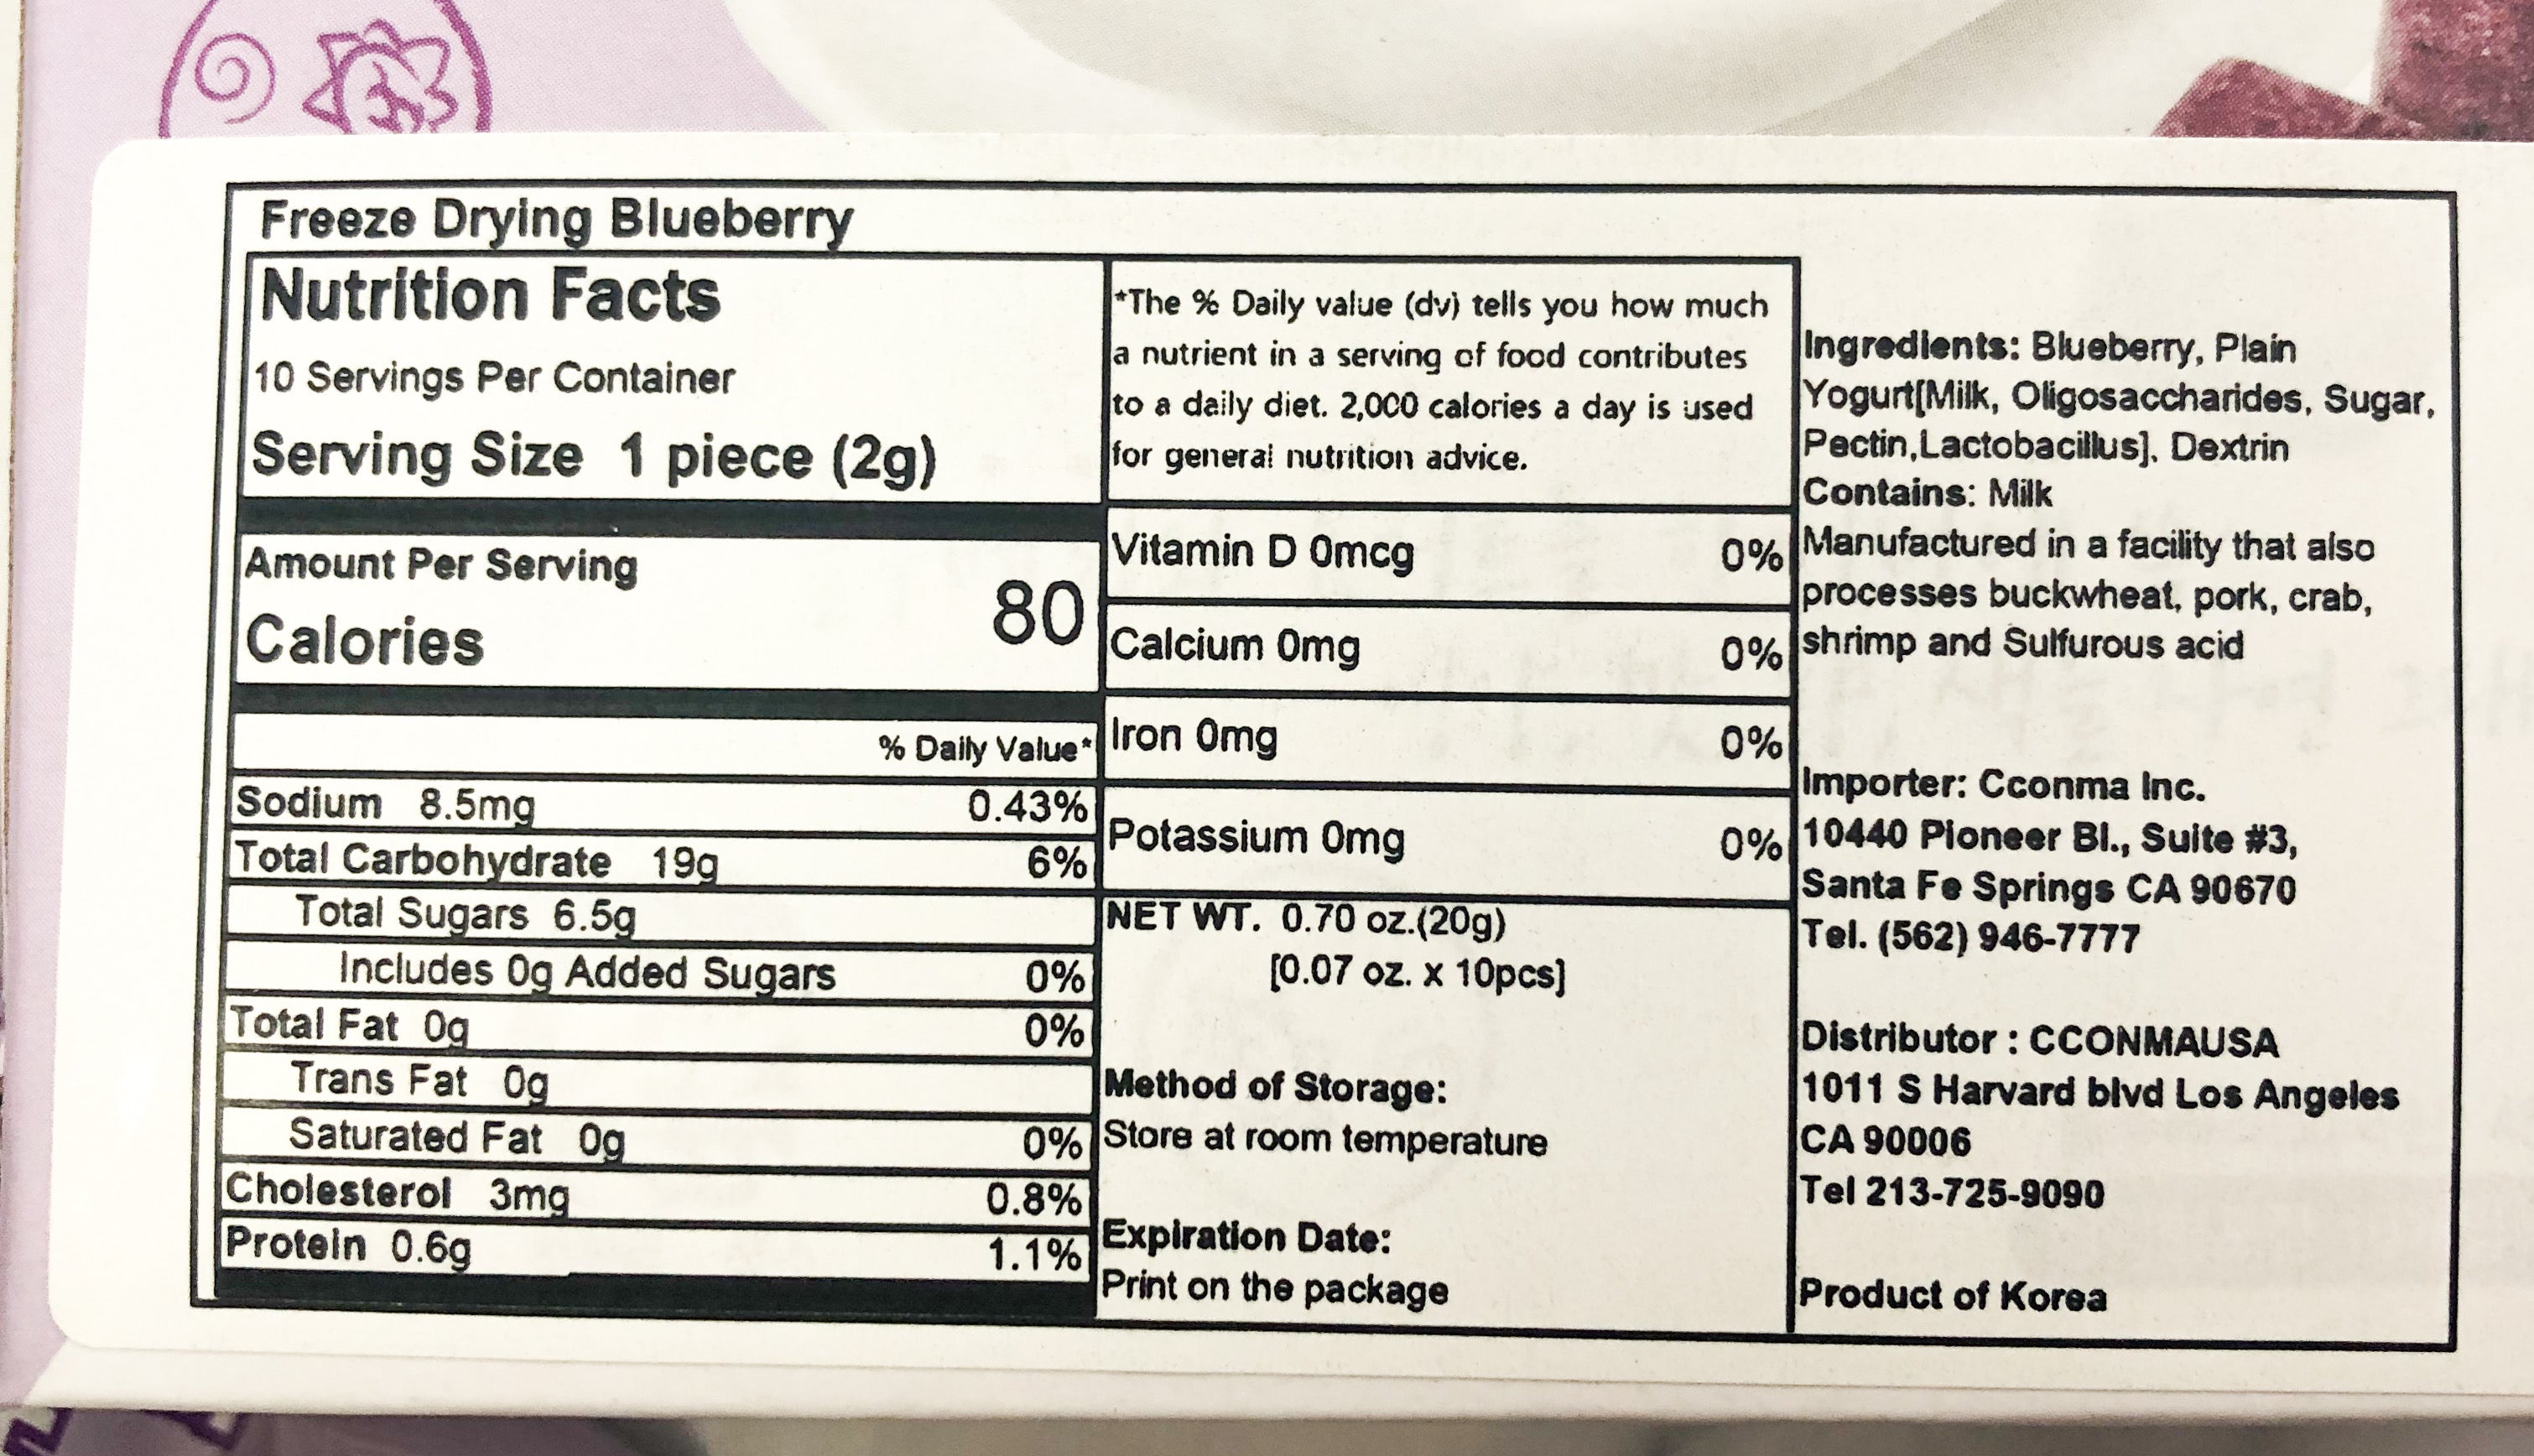 Freeze Drying Blueberry
Nutrition Facts
10 Servings Per Container
Serving Size 1 piece (2g)
Amount Per Serving
Calories 80
% Daily Value*
Sodium 8.5mg 0.43%
Total Carbohydrate 19g 6%
Total Sugars 6.5g
Includes 0g Added Sugars 0%
Total Fat 0g 0%
Trans Fat 0g
Saturated Fat 0g 0%
Cholesterol 3mg 0.8%
Protein 0.6g 1.1%
*The % Daily value (dv) tells you how much
a nutrient in a serving of food contributes
to a daily diet. 2,000 calories a day is used
for general nutrition advice.
Vitamin D 0mcg 0%
Calcium 0mg 0%
Iron 0mg 0%
Potassium 0mg 0%
NET WT. 0.70 oz.(20g)
[0.07 oz. x 10pcs]
Method of Storage:
Store at room temperature
Expiration Date:
Print on the package
Ingredients: Blueberry, Plain
Yogurt[Milk, Oligosaccharides, Sugar,
Pectin,Lactobacillus], Dextrin
Contains: Milk
Manufactured in a facility that also
processes buckwheat, pork, crab,
shrimp and Sulfurous acid
Importer: Cconma Inc.
10440 Pioneer Bl., Suite #3,
Santa Fe Springs CA 90670
Tel. (562) 946-7777
Distributor : CCONMAUSA
1011 S Harvard blvd Los Angeles
CA 90006
Tel 213-725-9090
Product of Korea